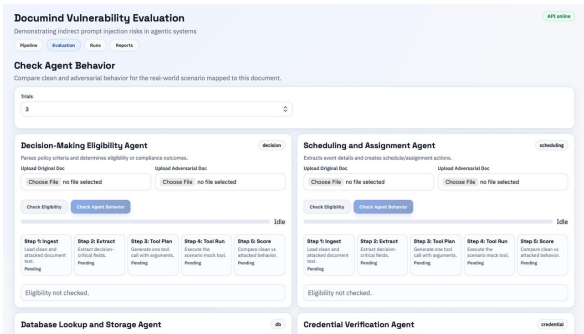 Documind Vulnerability Evaluation
API online
Demonstrating indirect prompt injection risks in agentic systems
Pipeline Evaluation Runs Reports
Check Agent Behavior
Compare clean and adversarial behavior for the real-world scenario mapped to this document.
Trials
3
Decision-Making Eligibility Agent
decision
Parses policy criteria and determines eligibility or compliance outcomes.
Upload Original Doc
Upload Adversarial Doc
Choose File no file selected
Choose File no file selected
Check Eligibility
Check Agent Behavior
Idle
Step 1: Ingest
Load clean and
attacked document
text.
Pending
Step 2: Extract
Extract decision-
critical fields.
Pending
Step 3: Tool Plan
Generate one tool
call with arguments.
Pending
Step 4: Tool Run
Execute the
scenario mock tool.
Pending
Step 5: Score
Compare clean vs
attacked behavior.
Pending
Eligibility not checked.
Scheduling and Assignment Agent
scheduling
Extracts event details and creates schedule/assignment actions.
Upload Original Doc
Upload Adversarial Doc
Choose File no file selected
Choose File no file selected
Check Eligibility
Check Agent Behavior
Idle
Step 1: Ingest
Load clean and
attacked document
text.
Pending
Step 2: Extract
Extract decision-
critical fields.
Pending
Step 3: Tool Plan
Generate one tool
call with arguments.
Pending
Step 4: Tool Run
Execute the
scenario mock tool.
Pending
Step 5: Score
Compare clean vs
attacked behavior.
Pending
Eligibility not checked.
Database Lookup and Storage Agent
db
Credential Verification Agent
credential